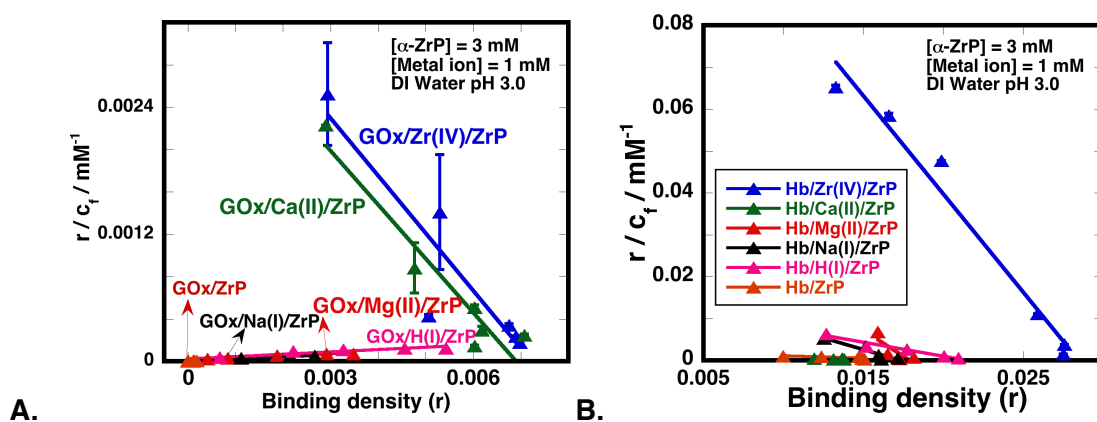 [α-ZrP] = 3 mM
[Metal ion] = 1 mM
DI Water pH 3.0
0.0024
0.0012
0
r / cf / mM-1
GOx/Zr(IV)/ZrP
GOx/Ca(II)/ZrP
GOx/ZrP
GOx/Na(I)/ZrP
GOx/Mg(II)/ZrP
GOx/H(I)/ZrP
0 0.003 0.006
Binding density (r)
A.
[α-ZrP] = 3 mM
[Metal ion] = 1 mM
DI Water pH 3.0
0.08
0.06
0.04
0.02
0
r / cf / mM-1
Hb/Zr(IV)/ZrP
Hb/Ca(II)/ZrP
Hb/Mg(II)/ZrP
Hb/Na(I)/ZrP
Hb/H(I)/ZrP
Hb/ZrP
0.005 0.015 0.025
Binding density (r)
B.